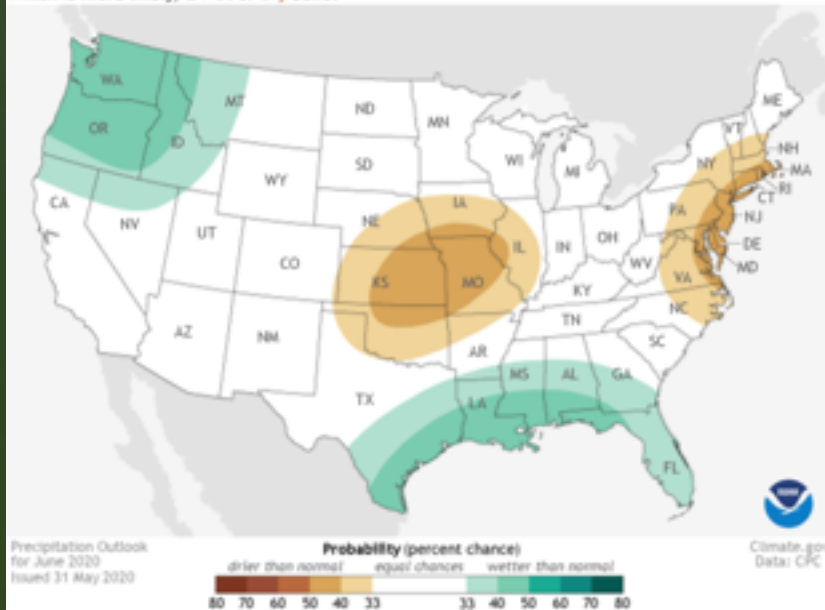 WA
MT
ND
MN
ME
VT
NH
OR
ID
SD
WI
MI
NY
MA
RI
CT
WY
IA
PA
NJ
CA
NV
NE
IL
IN
OH
DE
MD
UT
CO
KS
MO
WV
VA
KY
NC
AZ
NM
TN
AR
SC
TX
MS
AL
GA
LA
FL
Precipitation Outlook
for June 2020
Issued 31 May 2020
Probability (percent chance)
drier than normal equal chances wetter than normal
80 70 60 50 40 33 33 40 50 60 70 80
Climate.gov
Data: CPC